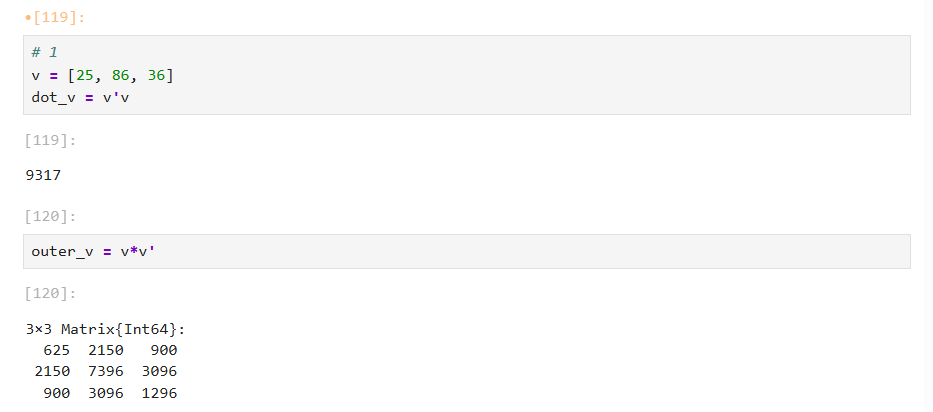 •[119]:
# 1
v = [25, 86, 36]
dot_v = v'v
[119]:
9317
[120]:
outer_v = v*v'
[120]:
3×3 Matrix{Int64}:
  625  2150   900
 2150  7396  3096
  900  3096  1296